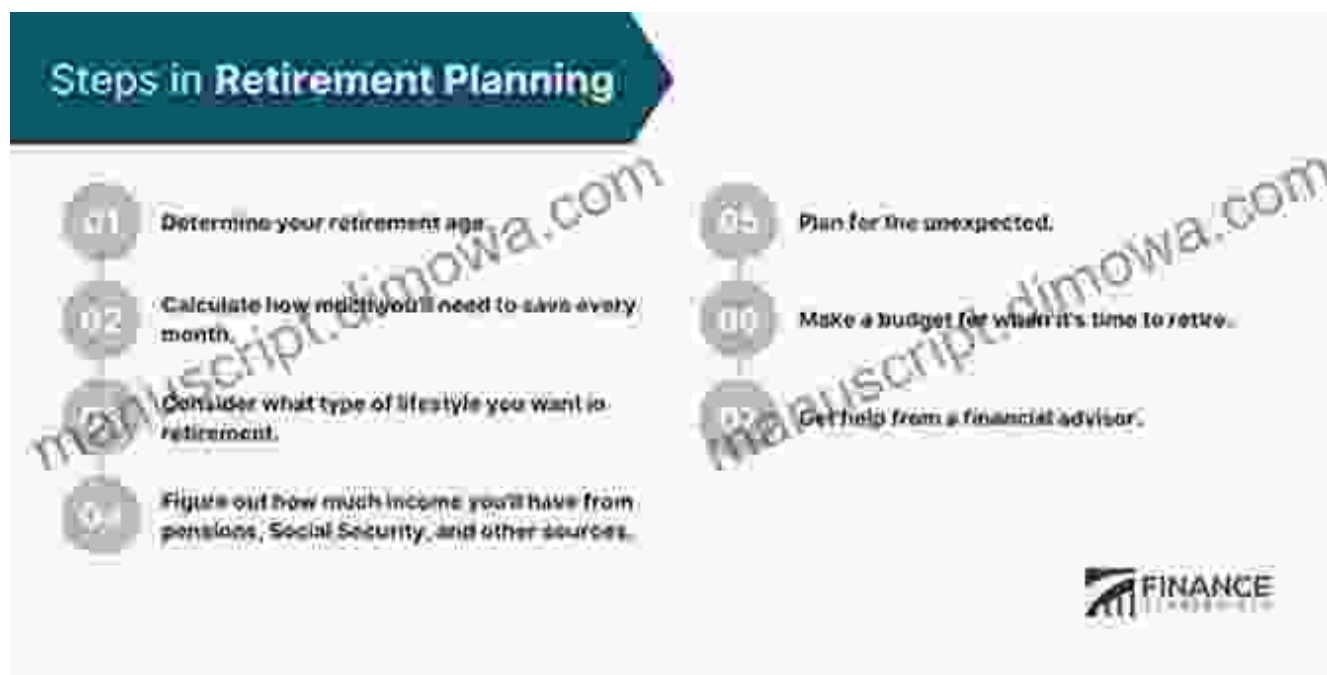 Steps in Retirement Planning
01
Determine your retirement age.
02
Calculate how much you'll need to save every
month.
Consider what type of lifestyle you want in
retirement.
Figure out how much income you'll have from
pensions, Social Security, and other sources.
05
Plan for the unexpected.
Make a budget for when it's time to retire.
Get help from a financial advisor.
manuscript.dimowa.com
manuscript.dimowa.com
FINANCE